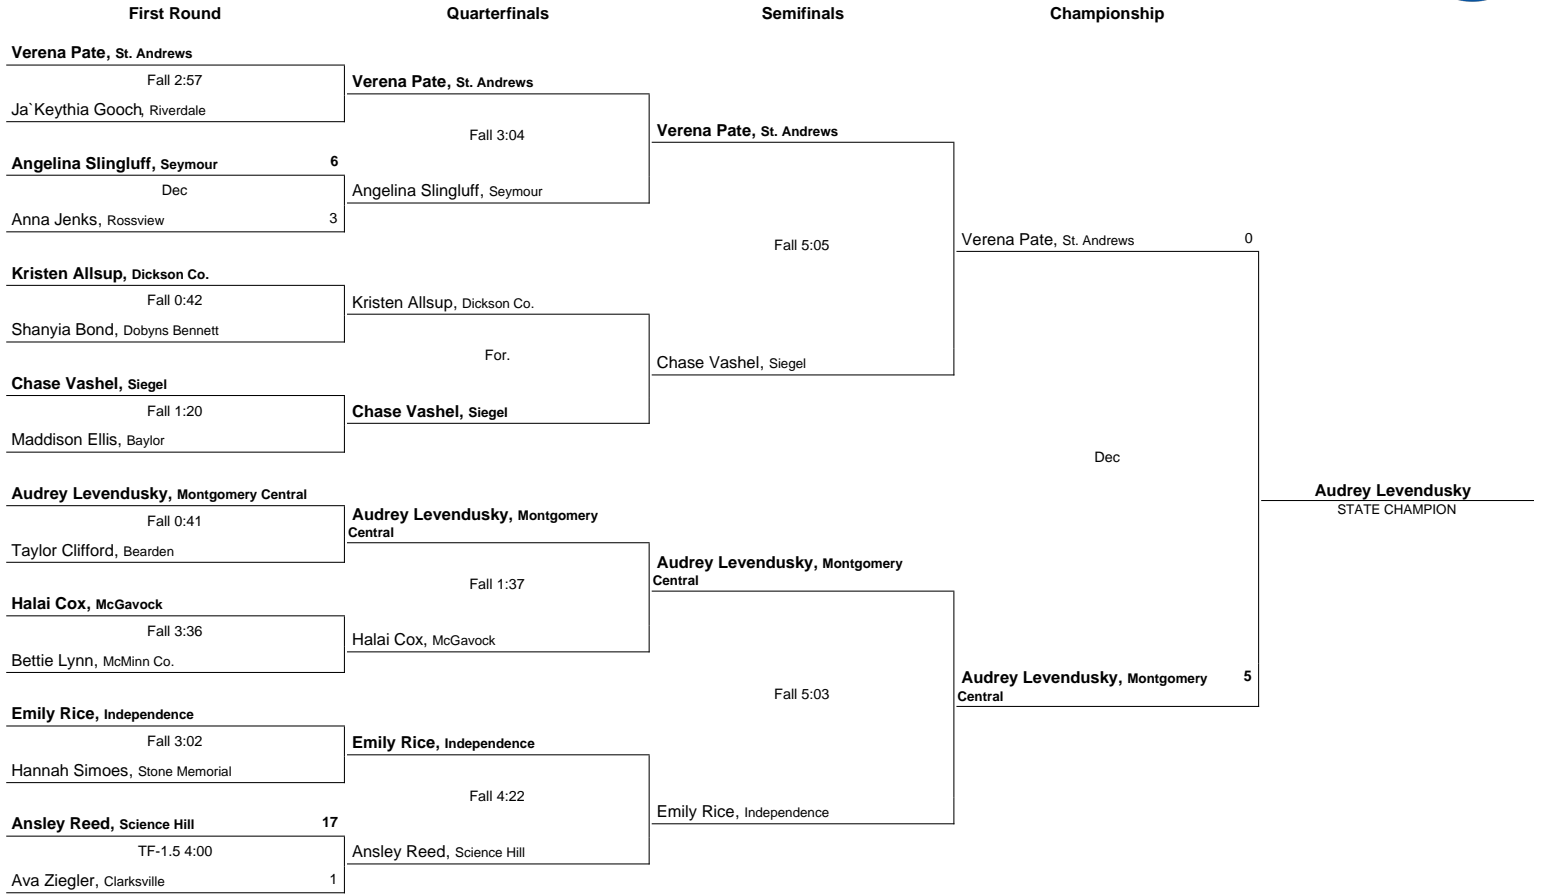 First Round Quarterfinals Semifinals Championship
Verena Pate, St. Andrews
Fall 2:57
Ja`Keythia Gooch, Riverdale
Angelina Slingluff, Seymour 6
Dec
Anna Jenks, Rossview 3
Kristen Allsup, Dickson Co.
Fall 0:42
Shanyia Bond, Dobyns Bennett
Chase Vashel, Siegel
Fall 1:20
Maddison Ellis, Baylor
Audrey Levendusky, Montgomery Central
Fall 0:41
Taylor Clifford, Bearden
Halai Cox, McGavock
Fall 3:36
Bettie Lynn, McMinn Co.
Emily Rice, Independence
Fall 3:02
Hannah Simoes, Stone Memorial
Ansley Reed, Science Hill 17
TF-1.5 4:00
Ava Ziegler, Clarksville 1
Verena Pate, St. Andrews
Fall 3:04
Angelina Slingluff, Seymour
Kristen Allsup, Dickson Co.
For.
Chase Vashel, Siegel
Audrey Levendusky, Montgomery
Central
Fall 1:37
Halai Cox, McGavock
Emily Rice, Independence
Fall 4:22
Ansley Reed, Science Hill
Verena Pate, St. Andrews
Fall 5:05
Chase Vashel, Siegel
Audrey Levendusky, Montgomery
Central
Fall 5:03
Emily Rice, Independence
Verena Pate, St. Andrews 0
Dec
Audrey Levendusky, Montgomery 5
Central
Audrey Levendusky
STATE CHAMPION